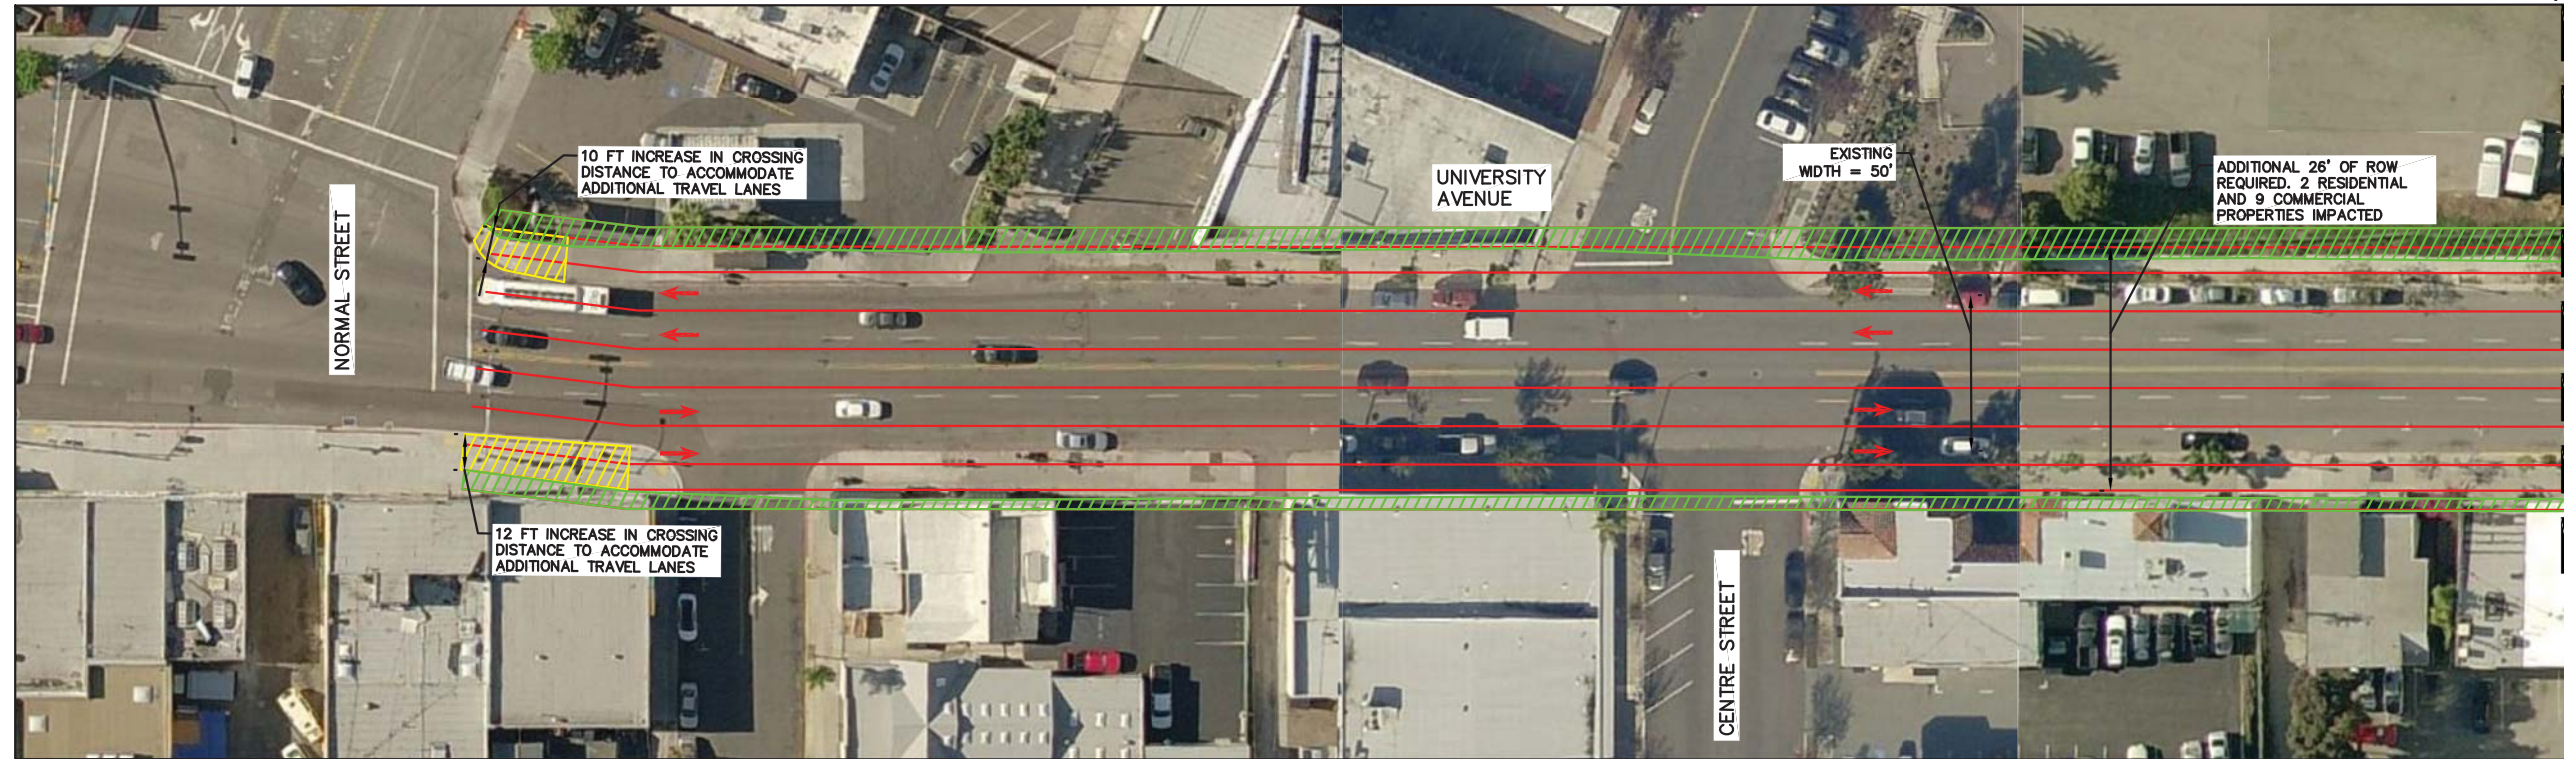 10 FT INCREASE IN CROSSING
DISTANCE TO ACCOMMODATE
ADDITIONAL TRAVEL LANES
NORMAL STREET
UNIVERSITY
AVENUE
EXISTING
WIDTH = 50'
ADDITIONAL 26' OF ROW
REQUIRED. 2 RESIDENTIAL
AND 9 COMMERCIAL
PROPERTIES IMPACTED
12 FT INCREASE IN CROSSING
DISTANCE TO ACCOMMODATE
ADDITIONAL TRAVEL LANES
CENTRE STREET